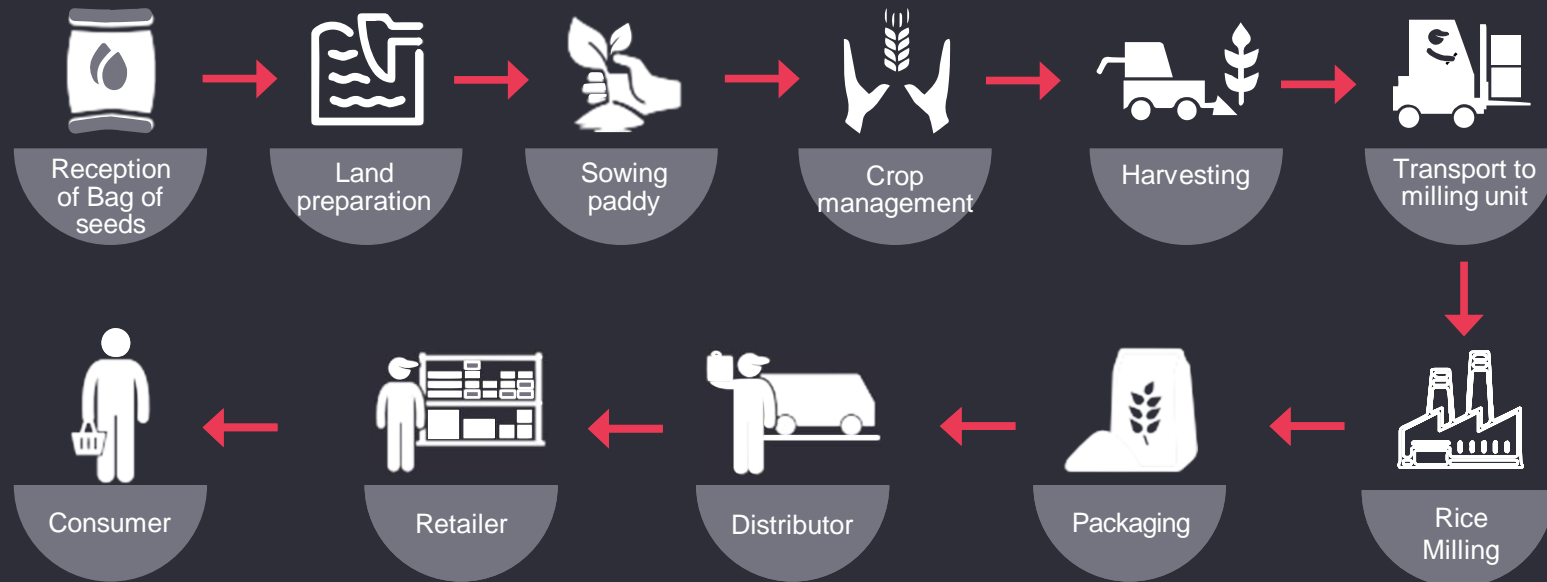 Reception
of Bag of
seeds
Land
preparation
Sowing
paddy
Crop
management
Harvesting
Transport to
milling unit
Consumer
Retailer
Distributor
Packaging
Rice
Milling